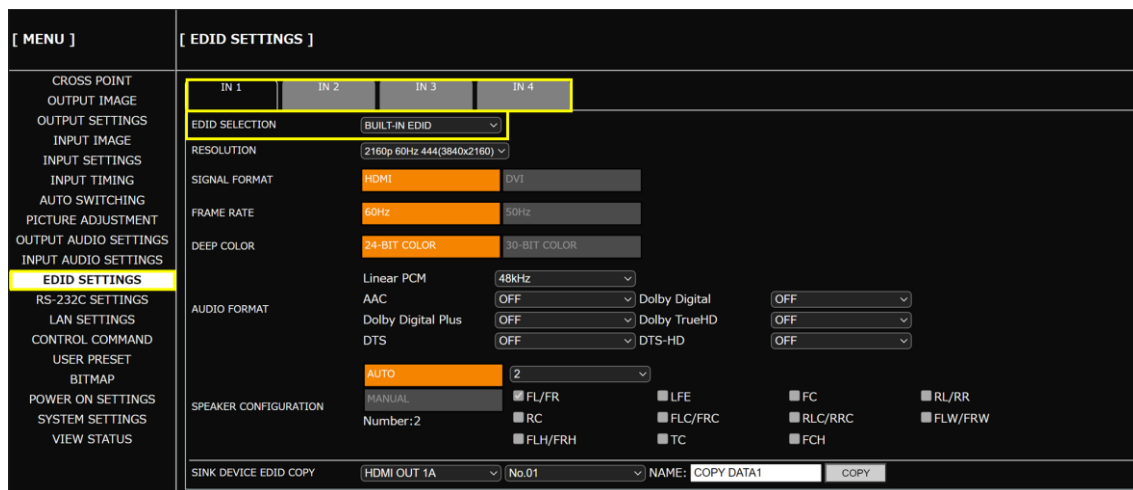 [ MENU ]
[ EDID SETTINGS ]
CROSS POINT
OUTPUT IMAGE
OUTPUT SETTINGS
INPUT IMAGE
INPUT SETTINGS
INPUT TIMING
AUTO SWITCHING
PICTURE ADJUSTMENT
OUTPUT AUDIO SETTINGS
INPUT AUDIO SETTINGS
EDID SETTINGS
RS-232C SETTINGS
LAN SETTINGS
CONTROL COMMAND
USER PRESET
BITMAP
POWER ON SETTINGS
SYSTEM SETTINGS
VIEW STATUS
IN 1 IN 2 IN 3 IN 4
EDID SELECTION BUILT-IN EDID
RESOLUTION 2160p 60Hz 444(3840x2160)
SIGNAL FORMAT HDMI DVI
FRAME RATE 60Hz 50Hz
DEEP COLOR 24-BIT COLOR 30-BIT COLOR
AUDIO FORMAT
Linear PCM 48kHz
AAC OFF Dolby Digital OFF
Dolby Digital Plus OFF Dolby TrueHD OFF
DTS OFF DTS-HD OFF
SPEAKER CONFIGURATION
AUTO 2
MANUAL FL/FR LFE FC RL/RR
Number:2 RC FLC/FRC RLC/RRC FLW/FRW
FLH/FRH TC FCH
SINK DEVICE EDID COPY HDMI OUT 1A No.01 NAME: COPY DATA1 COPY